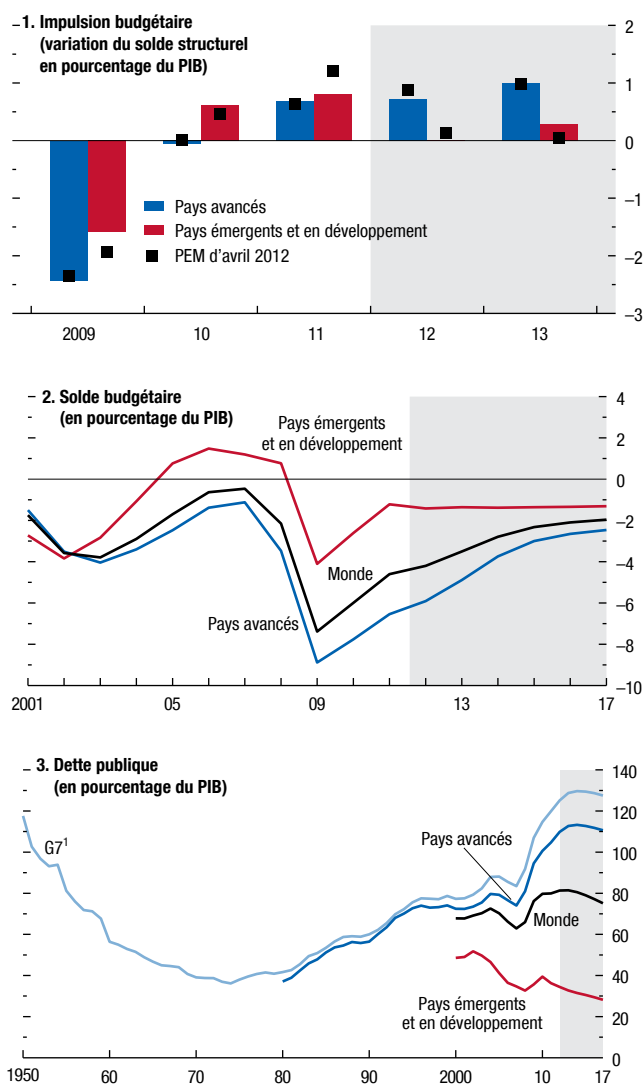 1. Impulsion budgétaire
(variation du solde structurel
en pourcentage du PIB)
2
1
0
–1
–2
–3
Pays avancés
Pays émergents et en développement
PEM d'avril 2012
2009 10 11 12 13
2. Solde budgétaire
(en pourcentage du PIB)
4
2
0
–2
–4
–6
–8
–10
Pays émergents
et en développement
Monde
Pays avancés
2001 05 09 13 17
3. Dette publique
(en pourcentage du PIB)
140
120
100
80
60
40
20
0
G7¹
Pays avancés
Monde
Pays émergents
et en développement
1950 60 70 80 90 2000 10 17